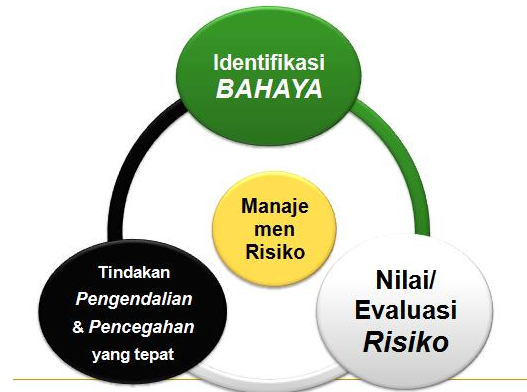 Identifikasi
BAHAYA
Manaje
men
Risiko
Tindakan
Pengendalian
& Pencegahan
yang tepat
Nilai/
Evaluasi
Risiko